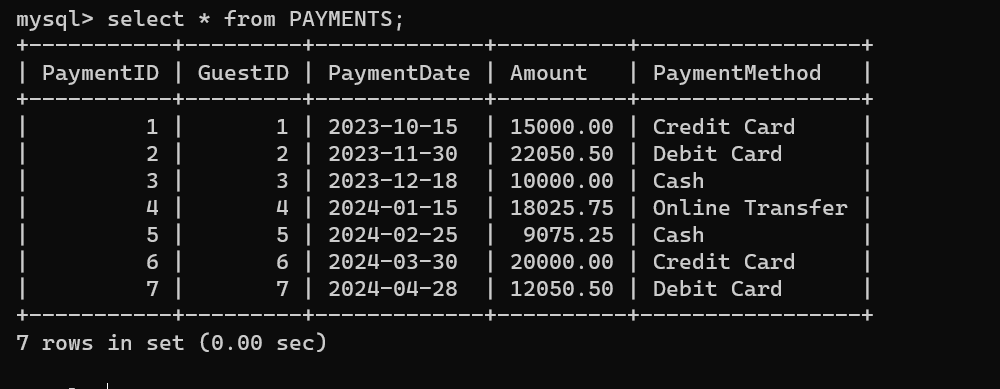 mysql> select * from PAYMENTS;
+-----------+---------+-------------+----------+-----------------+
| PaymentID | GuestID | PaymentDate | Amount   | PaymentMethod   |
+-----------+---------+-------------+----------+-----------------+
|         1 |       1 | 2023-10-15  | 15000.00 | Credit Card     |
|         2 |       2 | 2023-11-30  | 22050.50 | Debit Card      |
|         3 |       3 | 2023-12-18  | 10000.00 | Cash            |
|         4 |       4 | 2024-01-15  | 18025.75 | Online Transfer |
|         5 |       5 | 2024-02-25  |  9075.25 | Cash            |
|         6 |       6 | 2024-03-30  | 20000.00 | Credit Card     |
|         7 |       7 | 2024-04-28  | 12050.50 | Debit Card      |
+-----------+---------+-------------+----------+-----------------+
7 rows in set (0.00 sec)